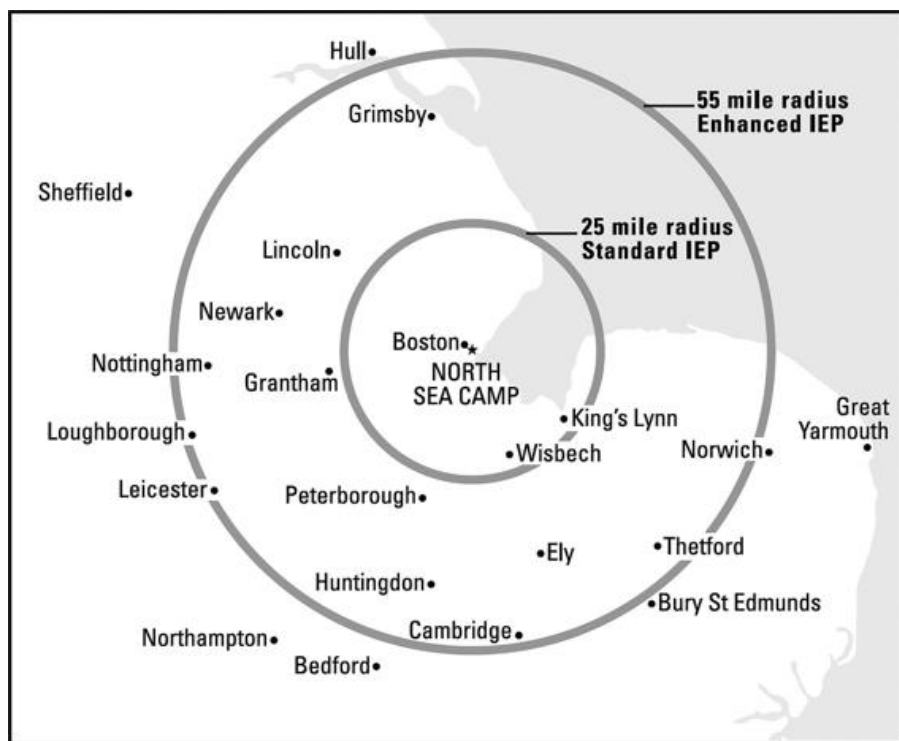 Hull
55 mile radius
Enhanced IEP
Grimsby
Sheffield
25 mile radius
Standard IEP
Lincoln
Newark
Boston
NORTH
SEA CAMP
Nottingham
Grantham
King's Lynn
Great
Yarmouth
Loughborough
Wisbech
Norwich
Leicester
Peterborough
Ely
Thetford
Huntingdon
Bury St Edmunds
Cambridge
Northampton
Bedford